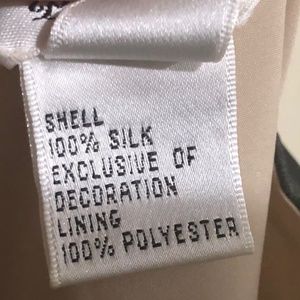 SHELL
100% SILK
EXCLUSIVE OF
DECORATION
LINING
100% POLYESTER